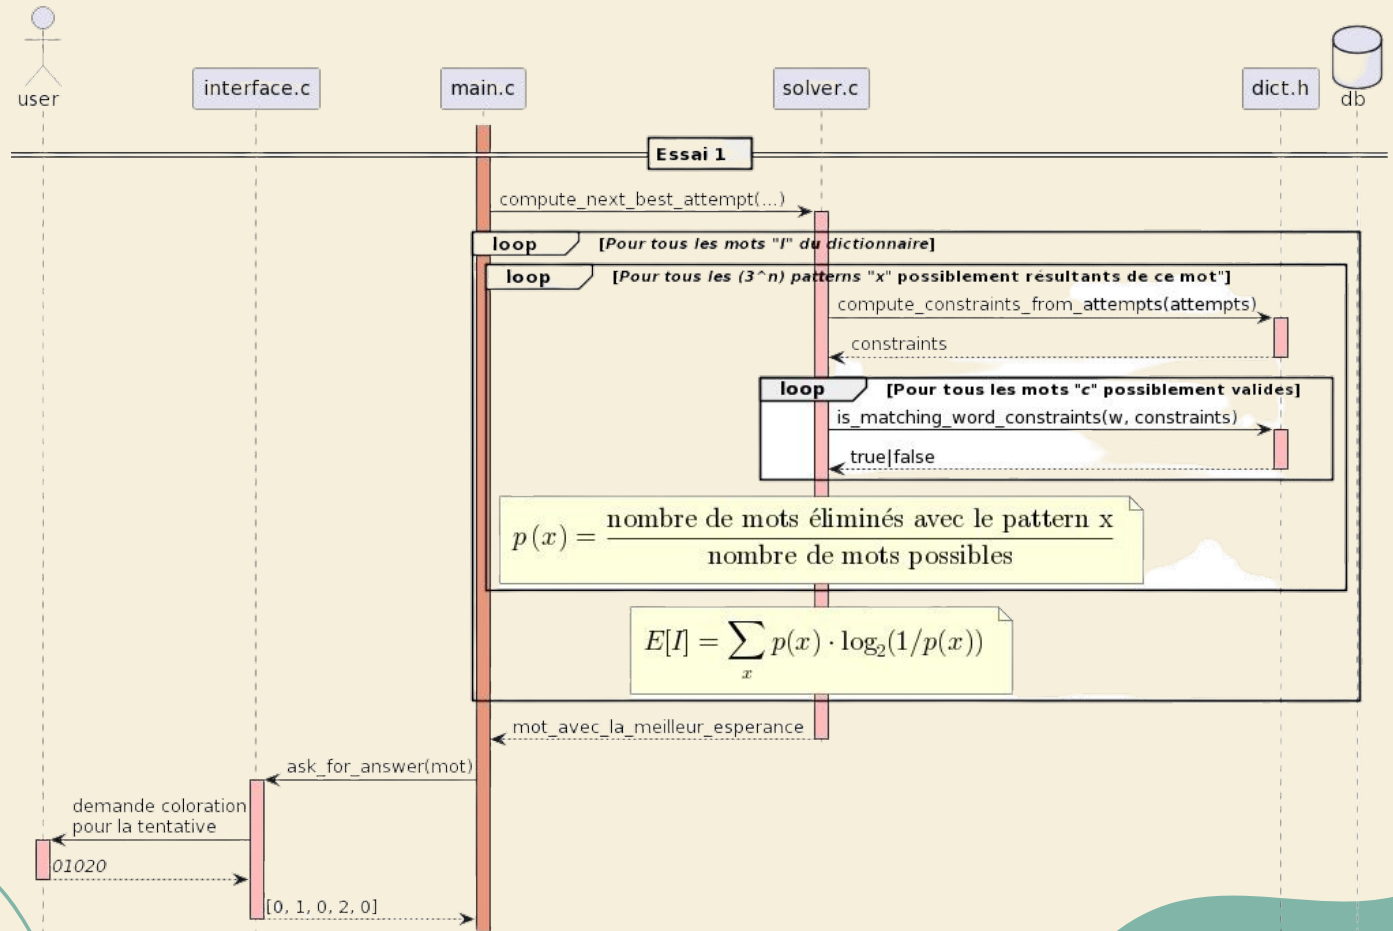 user
interface.c
main.c
solver.c
dict.h
db
Essai 1
compute_next_best_attempt(...)
loop [Pour tous les mots "l" du dictionnaire]
loop [Pour tous les (3^n) patterns "x" possiblement résultants de ce mot"]
compute_constraints_from_attempts(attempts)
constraints
loop [Pour tous les mots "c" possiblement valides]
is_matching_word_constraints(w, constraints)
true|false
p(x) = nombre de mots éliminés avec le pattern x / nombre de mots possibles
E[I] = ∑ₓ p(x) · log₂(1/p(x))
mot_avec_la_meilleur_esperance
ask_for_answer(mot)
demande coloration
pour la tentative
01020
[0, 1, 0, 2, 0]